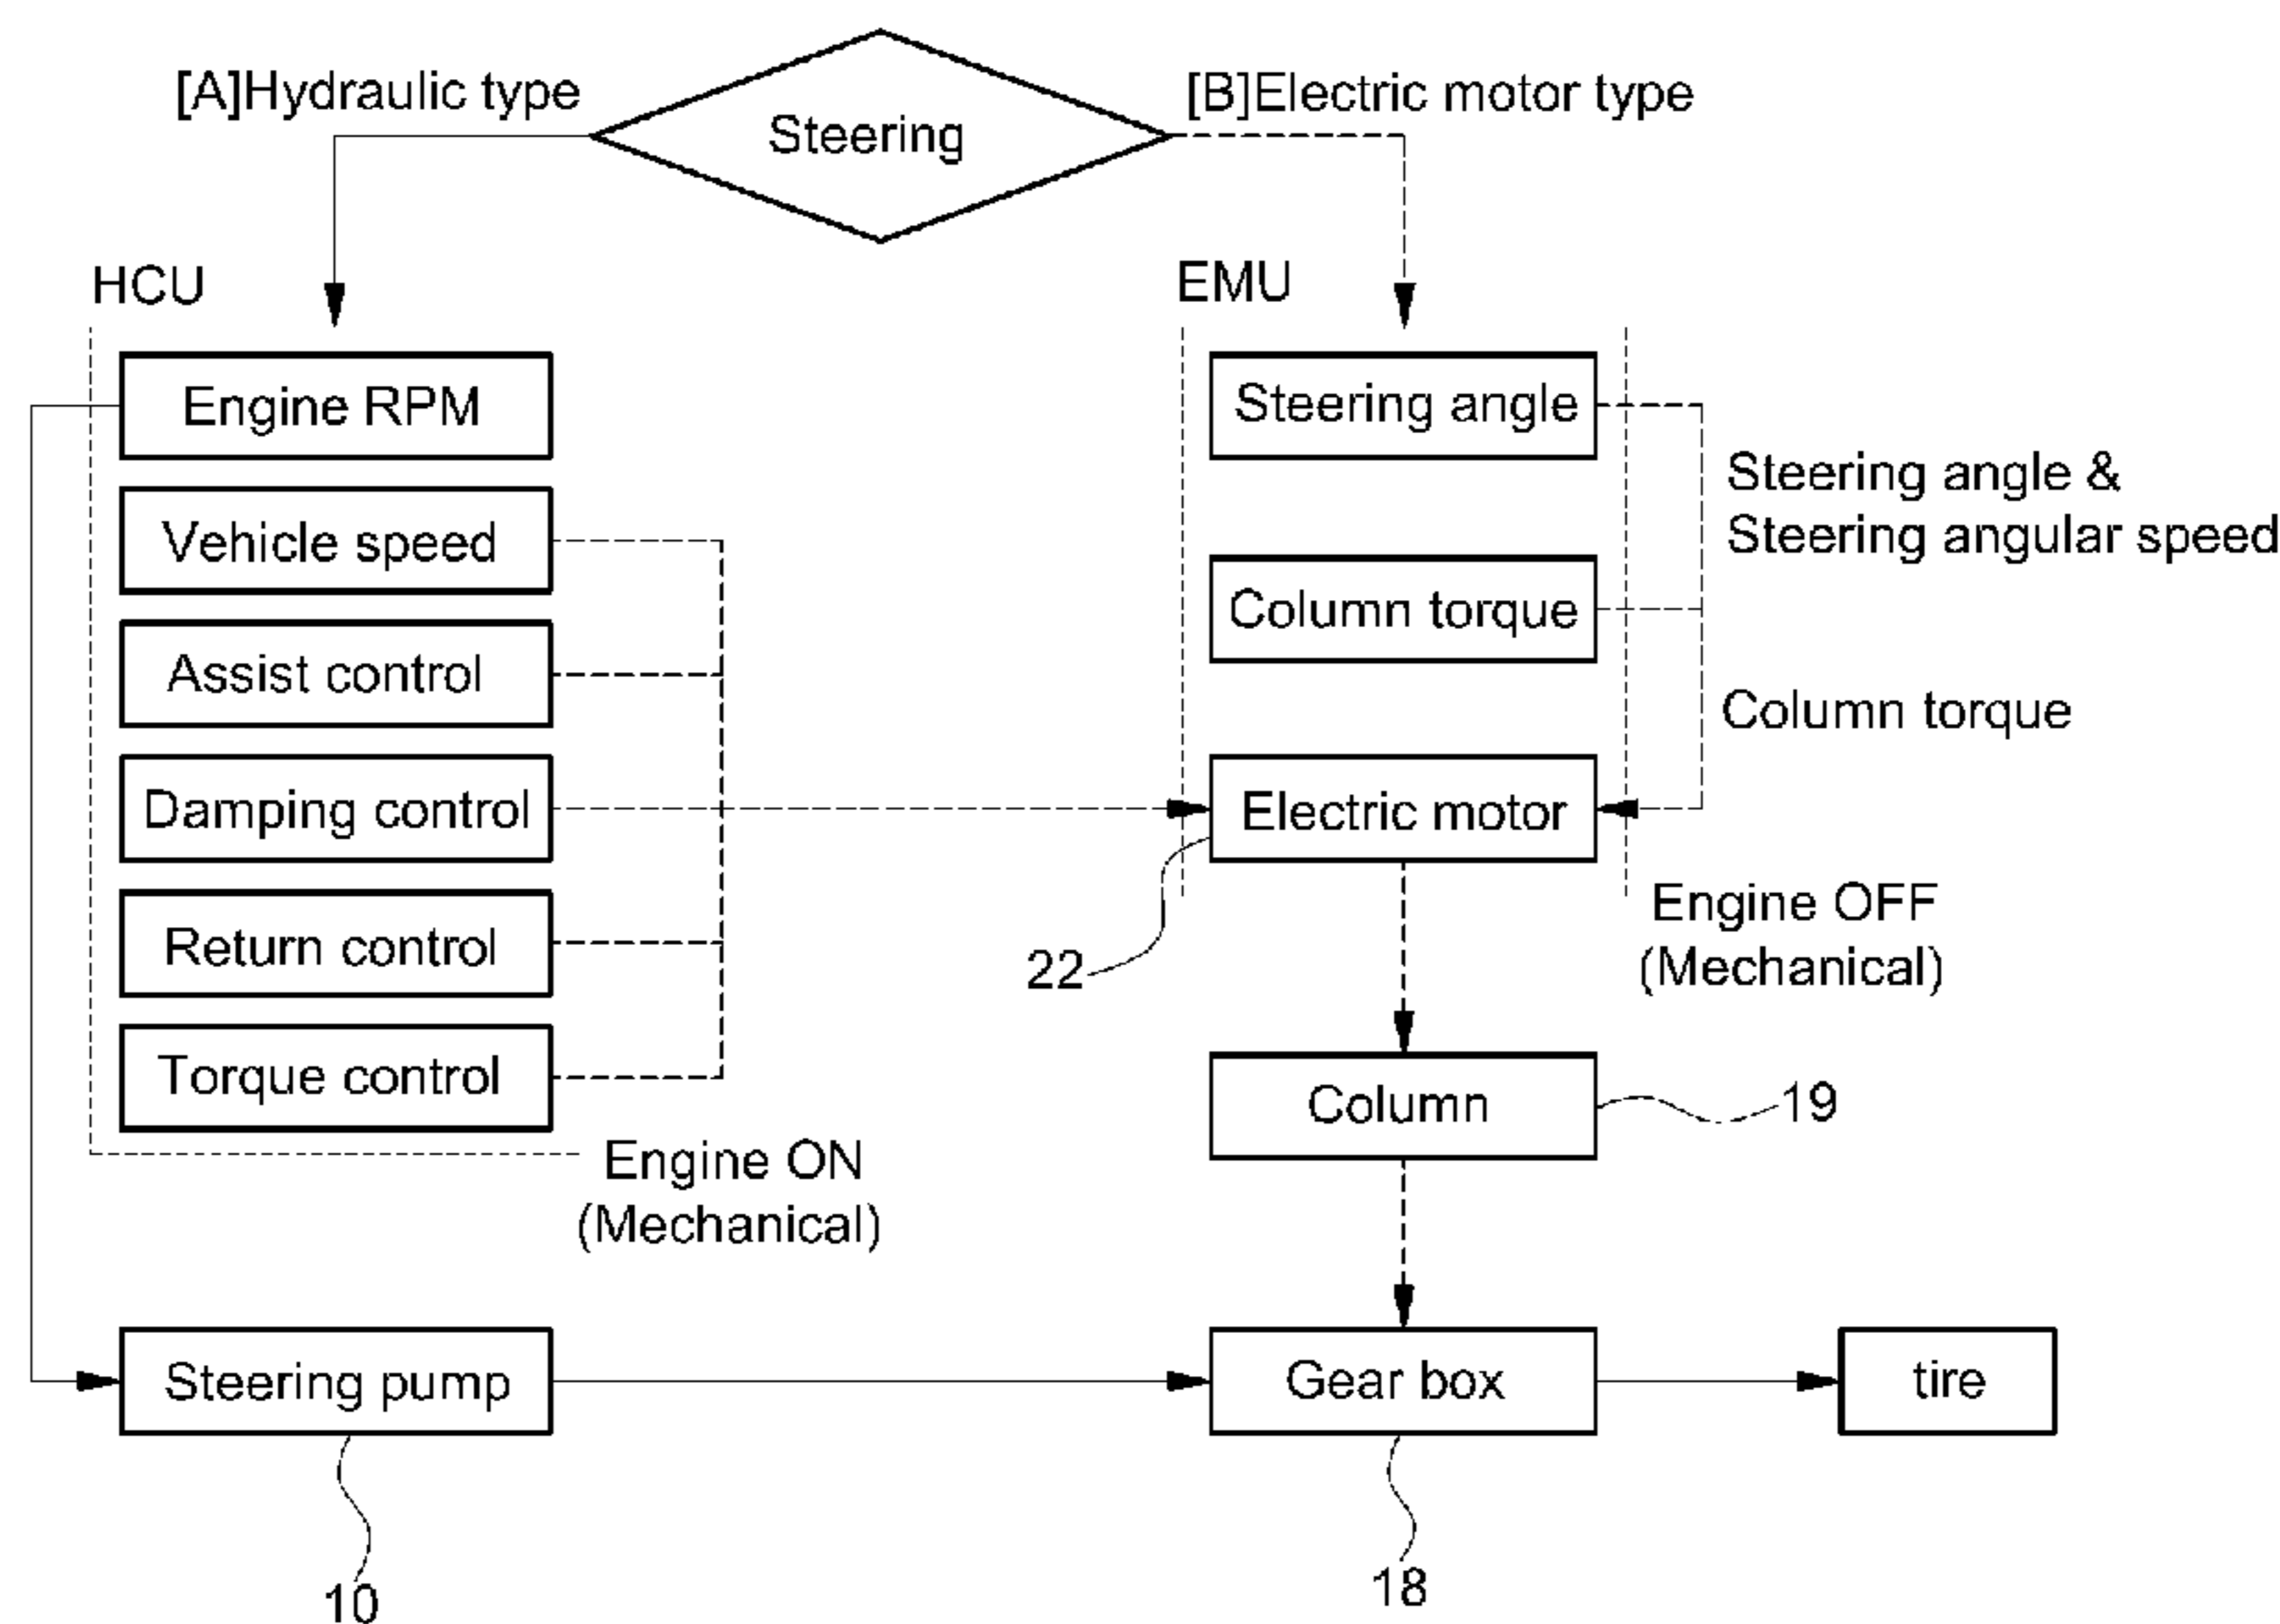 [A]Hydraulic type
[B]Electric motor type
Steering
HCU
EMU
Engine RPM
Steering angle
Steering angle &
Steering angular speed
Vehicle speed
Column torque
Assist control
Column torque
Damping control
Electric motor
Engine OFF
(Mechanical)
Return control
22
Torque control
Column
19
Engine ON
(Mechanical)
Steering pump
Gear box
tire
10
18